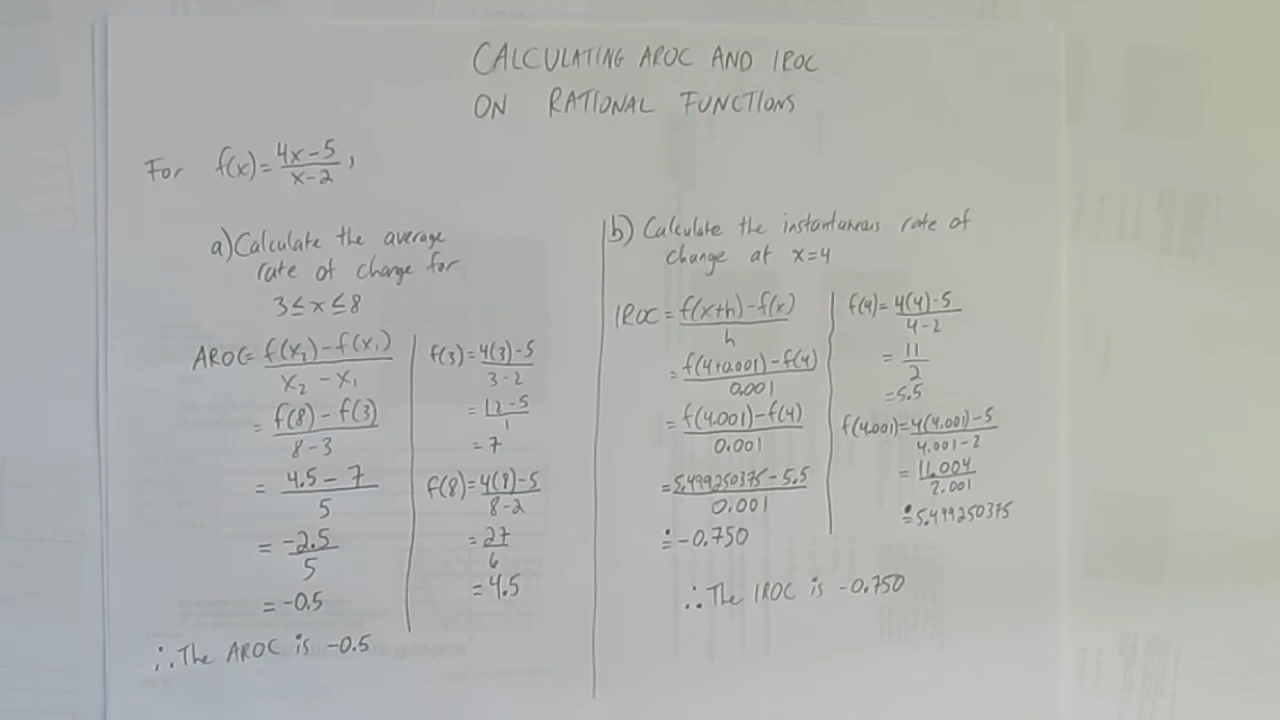 CALCULATING AROC AND IROC
ON RATIONAL FUNCTIONS
For f(x)=(4x-5)/(x-2),
a) Calculate the average
rate of change for
3≤x≤8
AROC=(f(x₂)-f(x₁))/(x₂-x₁)
=(f(8)-f(3))/(8-3)
=(4.5-7)/5
=-2.5/5
=-0.5
f(3)=(4(3)-5)/(3-2)
=(12-5)/1
=7
f(8)=(4(8)-5)/(8-2)
=27/6
=4.5
∴ The AROC is -0.5
b) Calculate the instantaneous rate of
change at x=4
IROC=(f(x+h)-f(x))/h
=(f(4+0.001)-f(4))/0.001
=(f(4.001)-f(4))/0.001
=(5.499250375-5.5)/0.001
≐-0.750
f(4)=(4(4)-5)/(4-2)
=11/2
=5.5
f(4.001)=(4(4.001)-5)/(4.001-2)
=11.004/2.001
≐5.499250375
∴ The IROC is -0.750